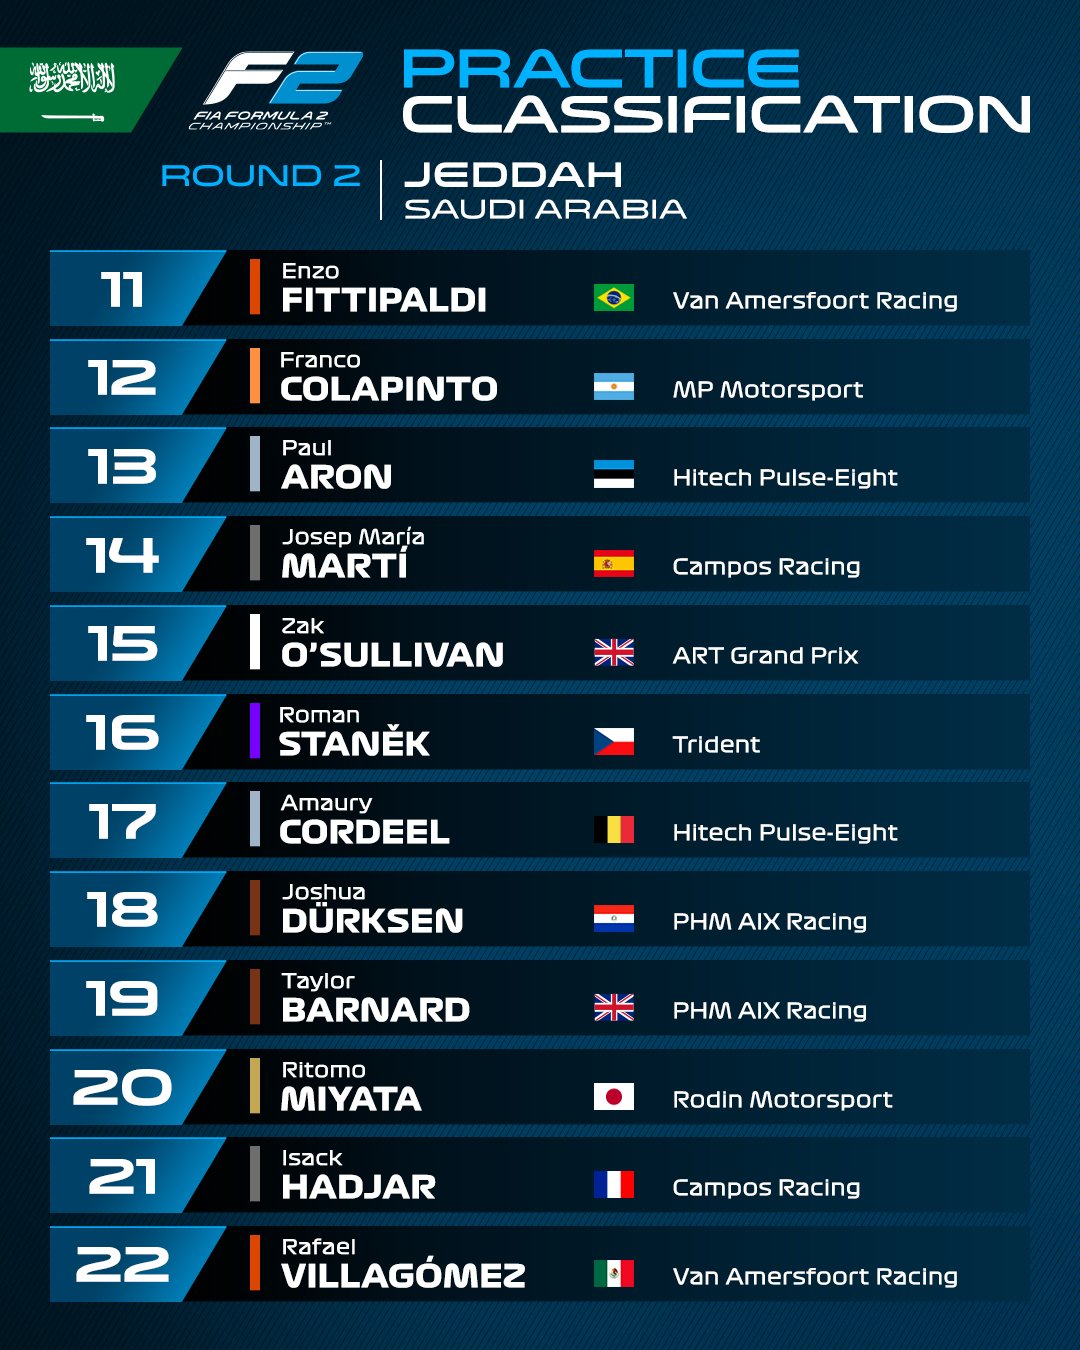 F2
FIA FORMULA 2
CHAMPIONSHIP™
PRACTICE
CLASSIFICATION
ROUND 2
JEDDAH
SAUDI ARABIA
11 Enzo FITTIPALDI Van Amersfoort Racing
12 Franco COLAPINTO MP Motorsport
13 Paul ARON Hitech Pulse-Eight
14 Josep María MARTÍ Campos Racing
15 Zak O'SULLIVAN ART Grand Prix
16 Roman STANĚK Trident
17 Amaury CORDEEL Hitech Pulse-Eight
18 Joshua DÜRKSEN PHM AIX Racing
19 Taylor BARNARD PHM AIX Racing
20 Ritomo MIYATA Rodin Motorsport
21 Isack HADJAR Campos Racing
22 Rafael VILLAGÓMEZ Van Amersfoort Racing